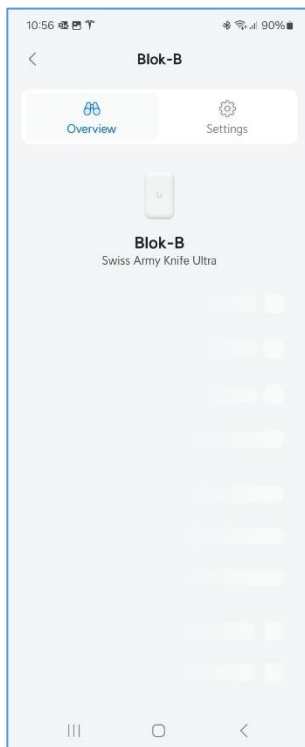 10:56 90%
Blok-B
Overview Settings
Blok-B
Swiss Army Knife Ultra